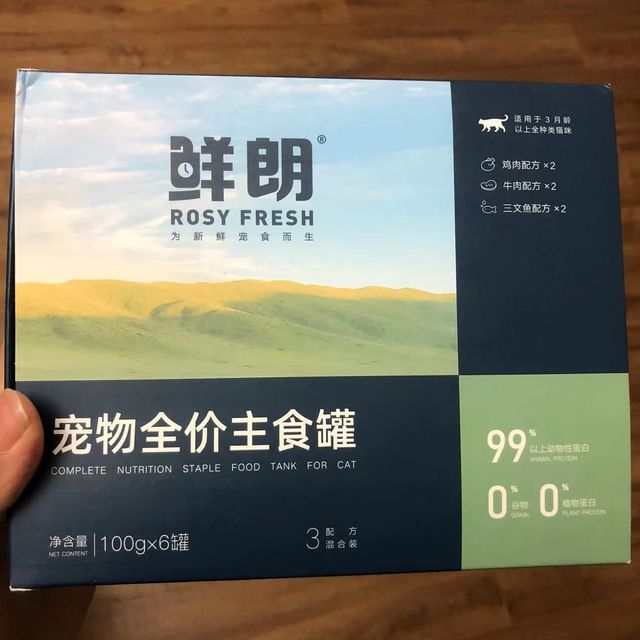 鲜朗®
ROSY FRESH
为新鲜宠食而生
适用于3月龄
以上全种类猫咪
鸡肉配方×2
牛肉配方×2
三文鱼配方×2
宠物全价主食罐
COMPLETE NUTRITION STAPLE FOOD TANK FOR CAT
净含量
NET CONTENT
100g×6罐
3 配方
混合装
99%
以上动物性蛋白
ANIMAL PROTEIN
0% 谷物
GRAIN
0% 植物蛋白
PLANT PROTEIN